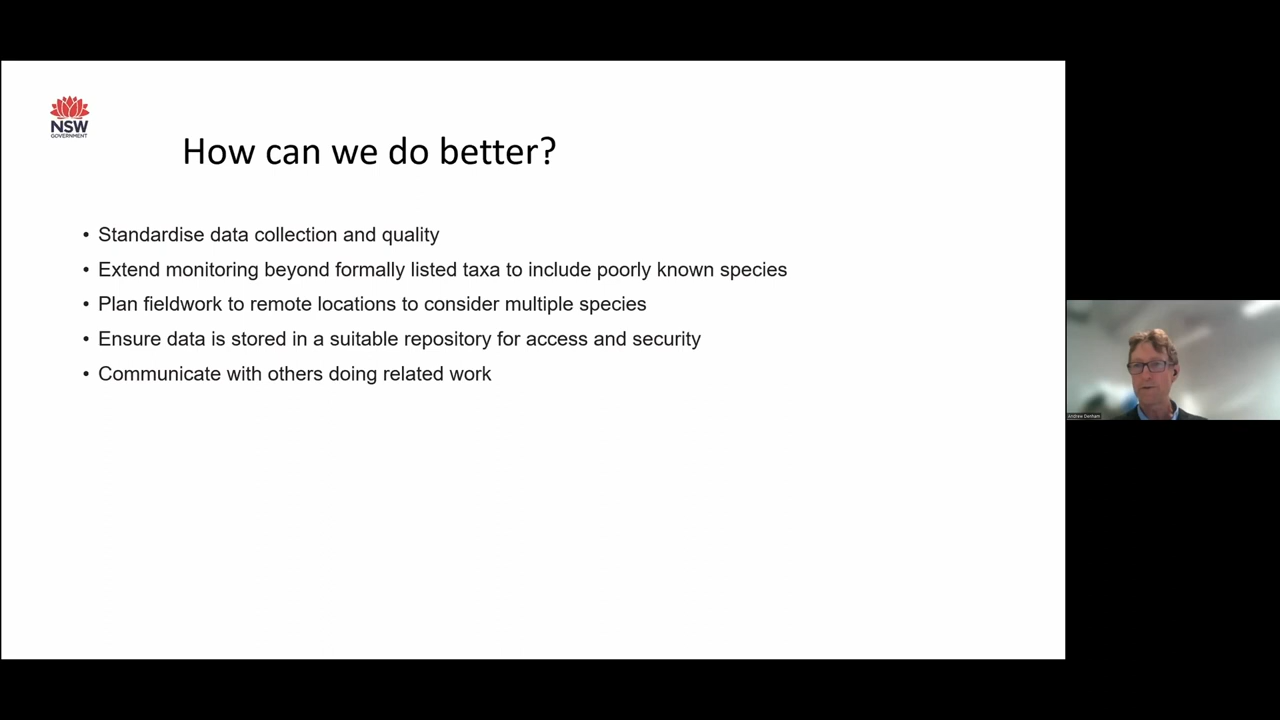 NSW
GOVERNMENT
How can we do better?
• Standardise data collection and quality
• Extend monitoring beyond formally listed taxa to include poorly known species
• Plan fieldwork to remote locations to consider multiple species
• Ensure data is stored in a suitable repository for access and security
• Communicate with others doing related work
Andrew Denham